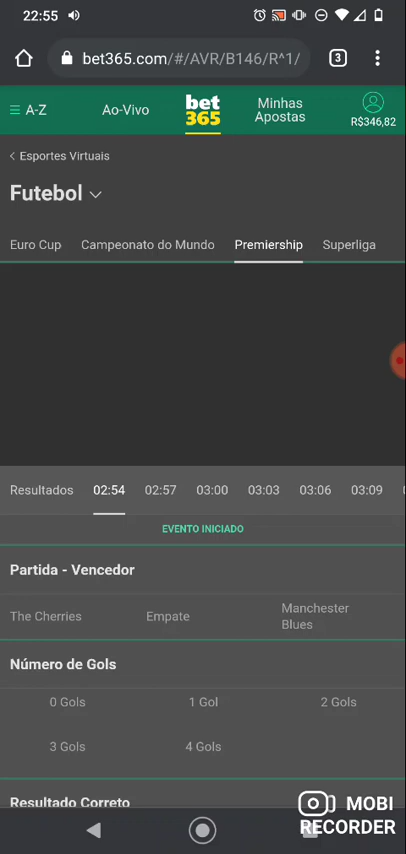 22:55
3
bet365.com/#/AVR/B146/R^1/
A-Z
Ao-Vivo
bet
365
Minhas
Apostas
R$346,82
Esportes Virtuais
Futebol
Euro Cup Campeonato do Mundo Premiership Superliga
Resultados 02:54 02:57 03:00 03:03 03:06 03:09
EVENTO INICIADO
Partida - Vencedor
The Cherries Empate Manchester
Blues
Número de Gols
0 Gols 1 Gol 2 Gols
3 Gols 4 Gols
Resultado Correto
MOBI
RECORDER